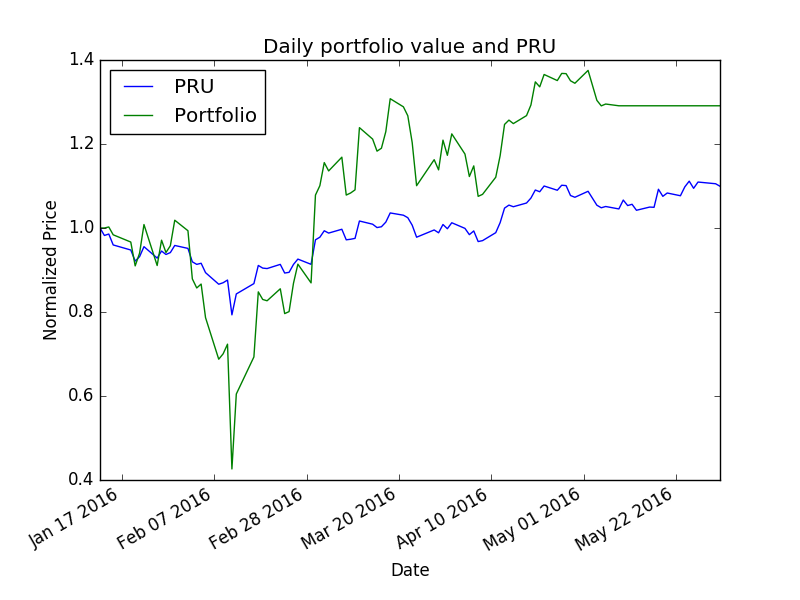 Daily portfolio value and PRU
1.4
1.2
1.0
0.8
0.6
0.4
Normalized Price
PRU
Portfolio
Jan 17 2016
Feb 07 2016
Feb 28 2016
Mar 20 2016
Apr 10 2016
May 01 2016
May 22 2016
Date